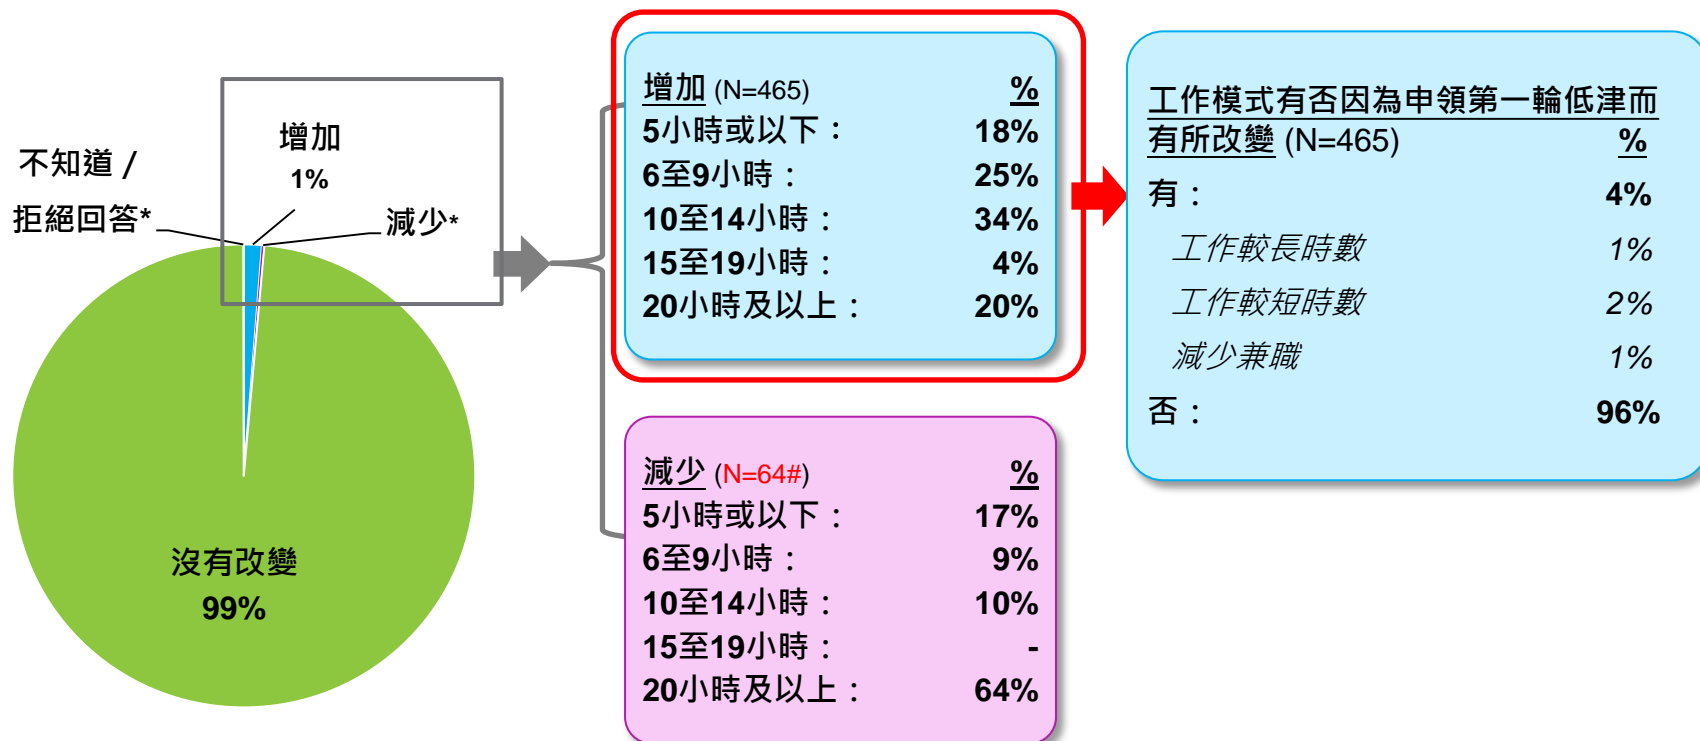 不知道 /
拒絕回答*
增加
1%
減少*
沒有改變
99%
增加 (N=465) %
5小時或以下： 18%
6至9小時： 25%
10至14小時： 34%
15至19小時： 4%
20小時及以上： 20%
減少 (N=64#) %
5小時或以下： 17%
6至9小時： 9%
10至14小時： 10%
15至19小時： -
20小時及以上： 64%
工作模式有否因為申領第一輪低津而
有所改變 (N=465) %
有： 4%
工作較長時數 1%
工作較短時數 2%
減少兼職 1%
否： 96%